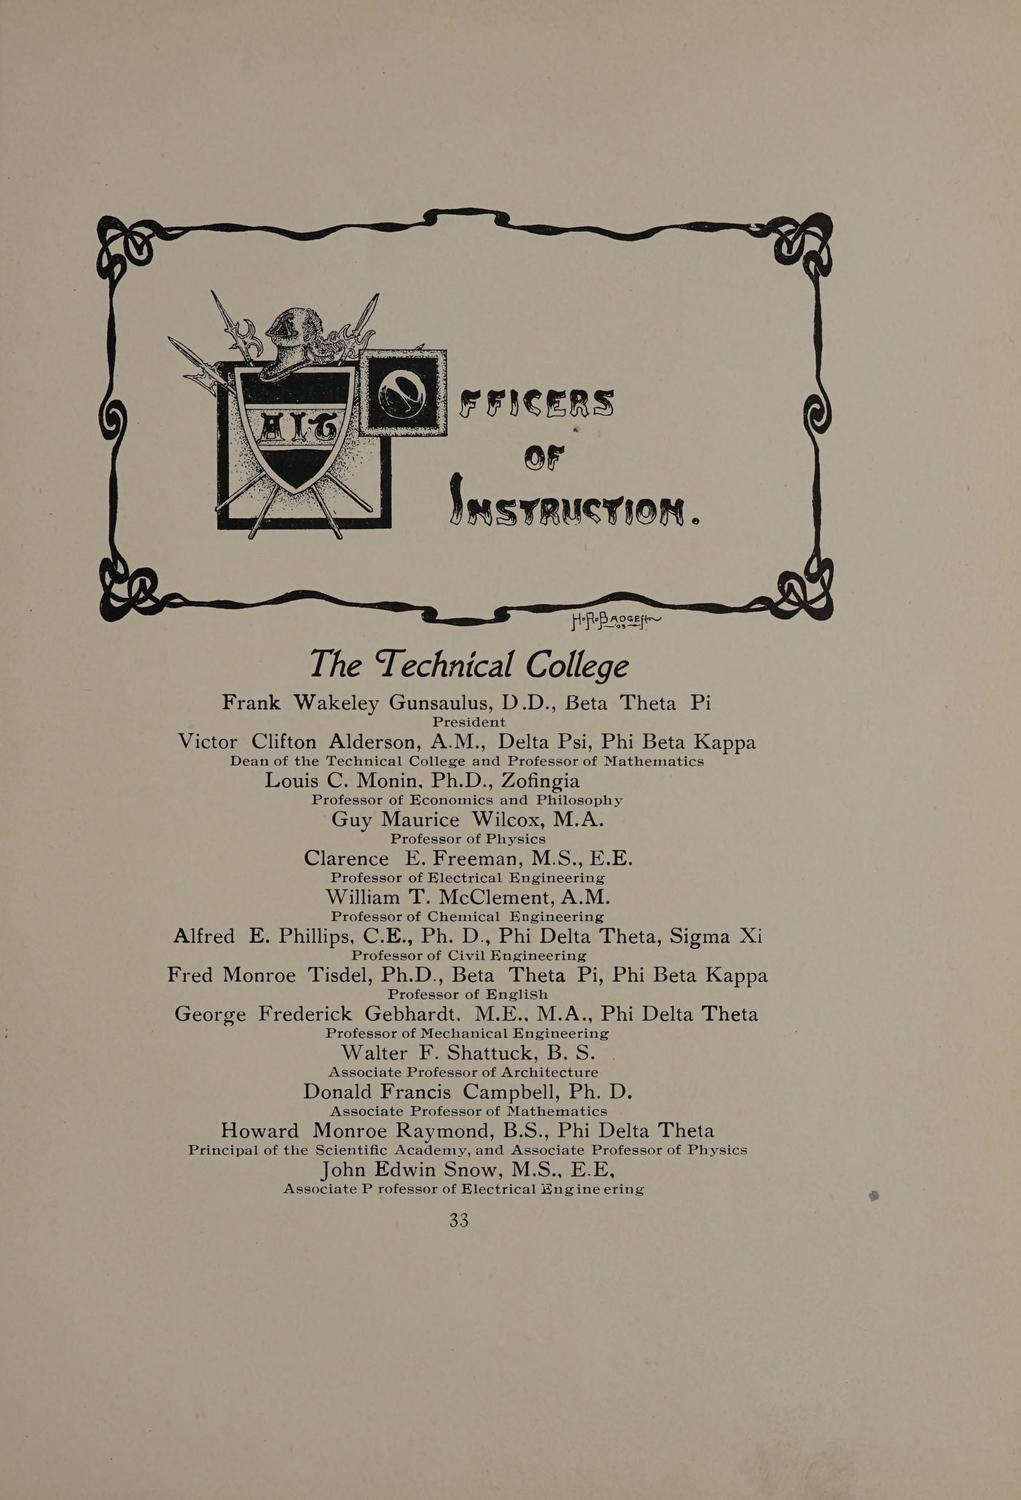 AIT
OFFICERS
OF
INSTRUCTION.
H.R.BADGER
-03-
The Technical College
Frank Wakeley Gunsaulus, D.D., Beta Theta Pi
President
Victor Clifton Alderson, A.M., Delta Psi, Phi Beta Kappa
Dean of the Technical College and Professor of Mathematics
Louis C. Monin, Ph.D., Zofingia
Professor of Economics and Philosophy
Guy Maurice Wilcox, M.A.
Professor of Physics
Clarence E. Freeman, M.S., E.E.
Professor of Electrical Engineering
William T. McClement, A.M.
Professor of Chemical Engineering
Alfred E. Phillips, C.E., Ph. D., Phi Delta Theta, Sigma Xi
Professor of Civil Engineering
Fred Monroe Tisdel, Ph.D., Beta Theta Pi, Phi Beta Kappa
Professor of English
George Frederick Gebhardt. M.E., M.A., Phi Delta Theta
Professor of Mechanical Engineering
Walter F. Shattuck, B. S.
Associate Professor of Architecture
Donald Francis Campbell, Ph. D.
Associate Professor of Mathematics
Howard Monroe Raymond, B.S., Phi Delta Theta
Principal of the Scientific Academy, and Associate Professor of Physics
John Edwin Snow, M.S., E.E,
Associate P rofessor of Electrical Engine ering
33